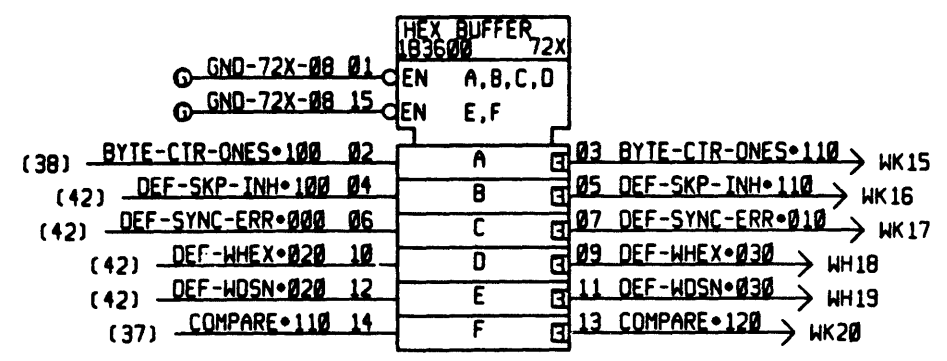 HEX BUFFER
1B3600 72X
G GND-72X-08 01 EN A,B,C,D
G GND-72X-08 15 EN E,F
(38) BYTE-CTR-ONES•100 02 A 03 BYTE-CTR-ONES•110 WK15
(42) DEF-SKP-INH•100 04 B 05 DEF-SKP-INH•110 WK16
(42) DEF-SYNC-ERR•000 06 C 07 DEF-SYNC-ERR•010 WK17
(42) DEF-WHEX•020 10 D 09 DEF-WHEX•030 WH18
(42) DEF-WDSN•020 12 E 11 DEF-WDSN•030 WH19
(37) COMPARE•110 14 F 13 COMPARE•120 WK20